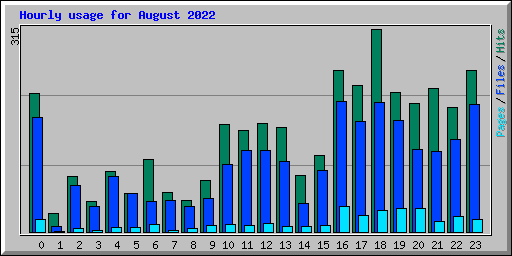 Hourly usage for August 2022
315
Pages/Files/Hits
0 1 2 3 4 5 6 7 8 9 10 11 12 13 14 15 16 17 18 19 20 21 22 23